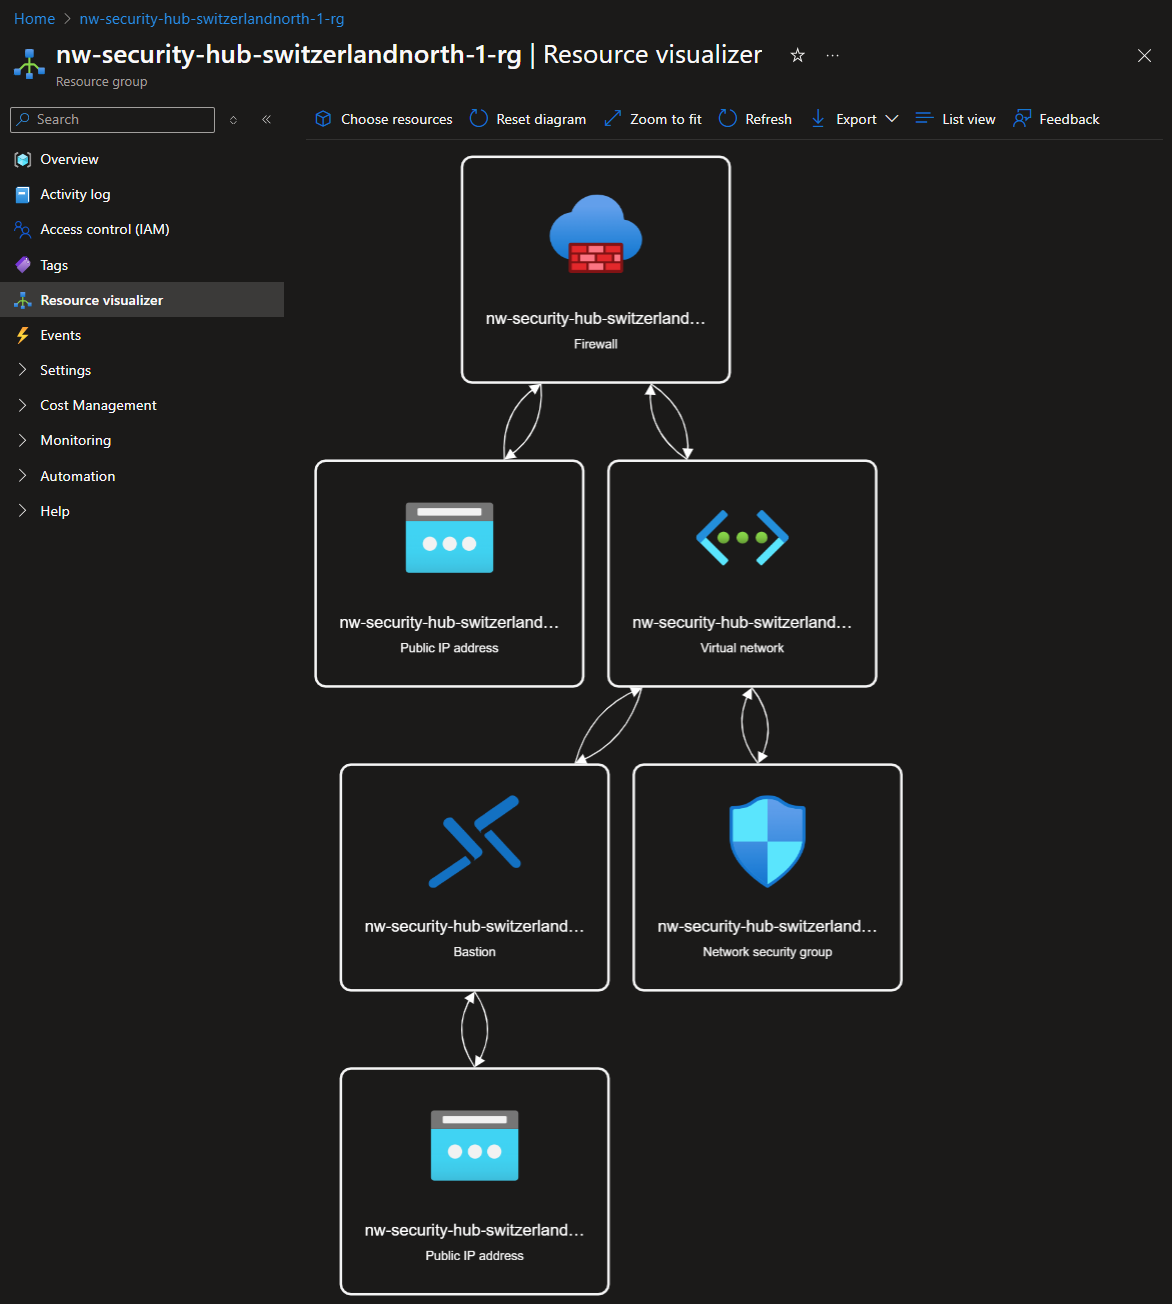 Home > nw-security-hub-switzerlandnorth-1-rg
nw-security-hub-switzerlandnorth-1-rg | Resource visualizer
Resource group
Search
Choose resources
Reset diagram
Zoom to fit
Refresh
Export
List view
Feedback
Overview
Activity log
Access control (IAM)
Tags
Resource visualizer
Events
Settings
Cost Management
Monitoring
Automation
Help
nw-security-hub-switzerland...
Firewall
nw-security-hub-switzerland...
Public IP address
nw-security-hub-switzerland...
Virtual network
nw-security-hub-switzerland...
Bastion
nw-security-hub-switzerland...
Network security group
nw-security-hub-switzerland...
Public IP address